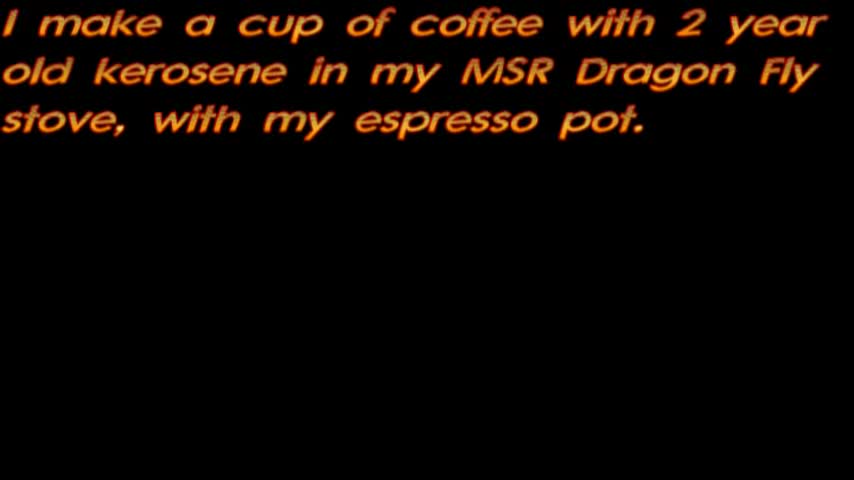 I make a cup of coffee with 2 year
old kerosene in my MSR Dragon Fly
stove, with my espresso pot.